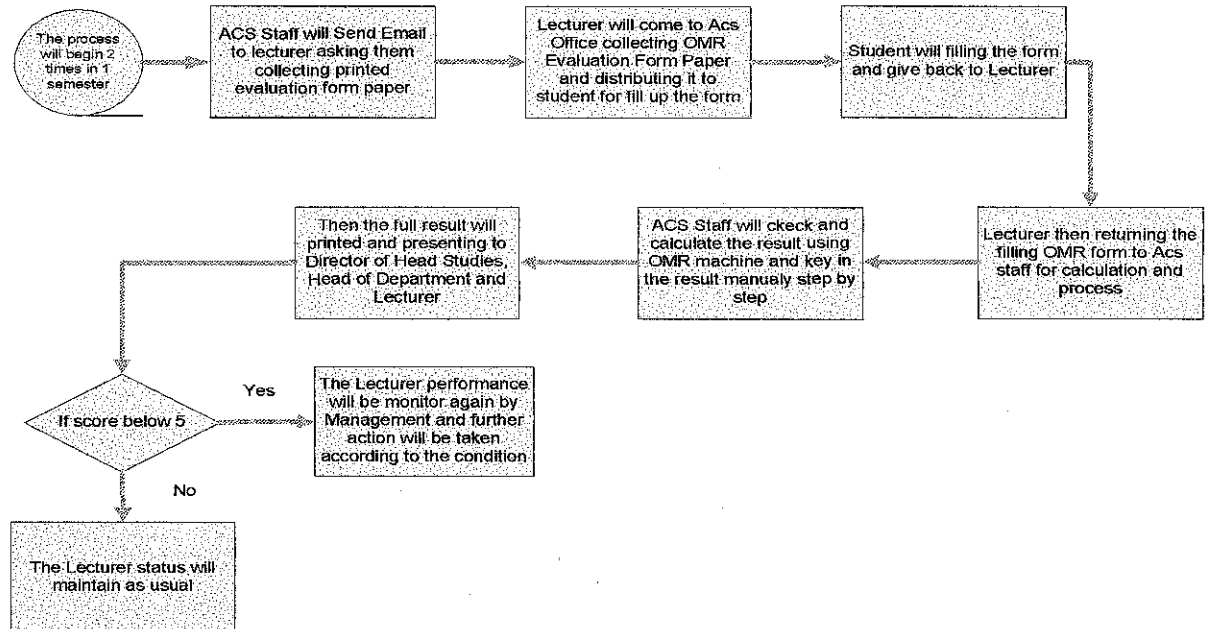 The process
will begin 2
times in 1
semester
ACS Staff will Send Email
to lecturer asking them
collecting printed
evaluation form paper
Lecturer will come to Acs
Office collecting OMR
Evaluation Form Paper
and distributing it to
student for fill up the form
Student will filling the form
and give back to Lecturer
Lecturer then returning the
filling OMR form to Acs
staff for calculation and
process
ACS Staff will ckeck and
calculate the result using
OMR machine and key in
the result manualy step by
step
Then the full result will
printed and presenting to
Director of Head Studies,
Head of Department and
Lecturer
If score below 5
Yes
The Lecturer performance
will be monitor again by
Management and further
action will be taken
according to the condition
No
The Lecturer status will
maintain as usual